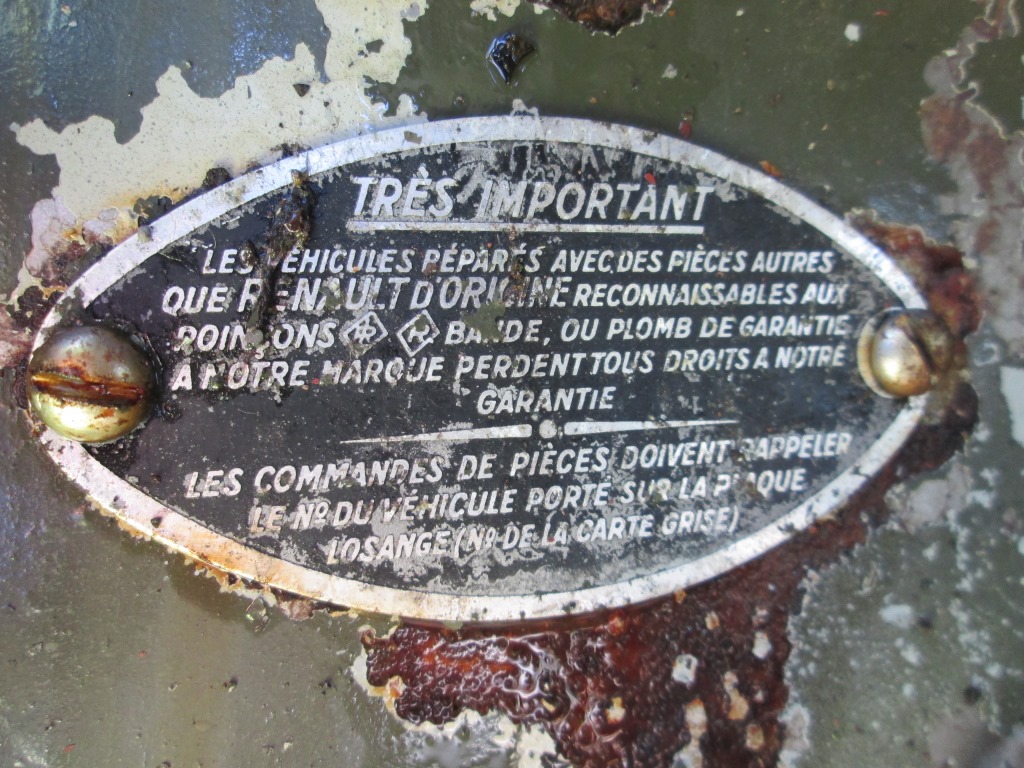 TRÈS IMPORTANT
LES VÉHICULES RÉPARÉS AVEC DES PIÈCES AUTRES
QUE RENAULT D'ORIGINE RECONNAISSABLES AUX
POINÇONS BANDE, OU PLOMB DE GARANTIE
A NOTRE MARQUE PERDENT TOUS DROITS A NOTRE
GARANTIE
LES COMMANDES DE PIÈCES DOIVENT RAPPELER
LE Nº DU VÉHICULE PORTÉ SUR LA PLAQUE
LOSANGE (Nº DE LA CARTE GRISE)